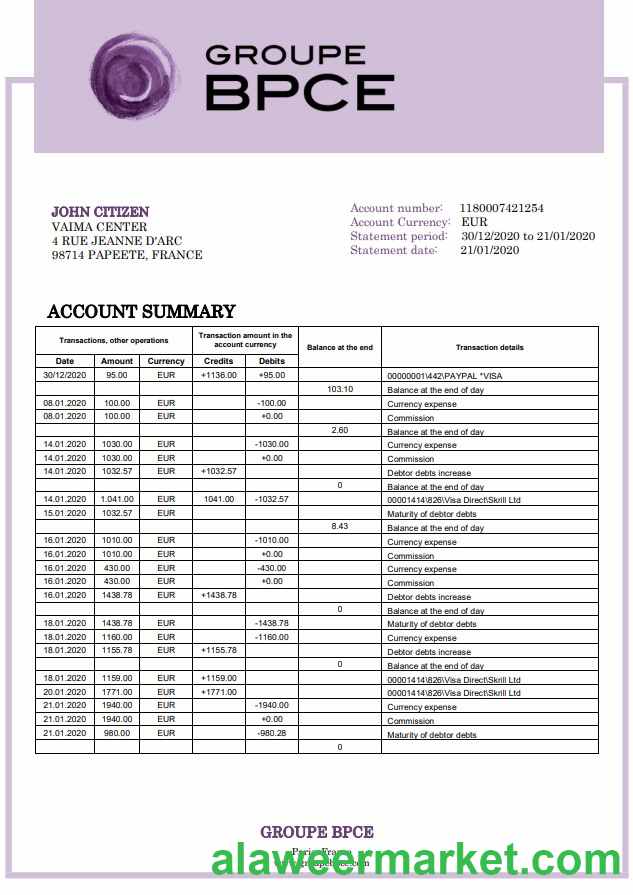 GROUPE
BPCE
JOHN CITIZEN
VAIMA CENTER
4 RUE JEANNE D'ARC
98714 PAPEETE, FRANCE
Account number: 1180007421254
Account Currency: EUR
Statement period: 30/12/2020 to 21/01/2020
Statement date: 21/01/2020
ACCOUNT SUMMARY
Transactions, other operations Transaction amount in the account currency Balance at the end Transaction details
Date Amount Currency Credits Debits
30/12/2020 95.00 EUR +1136.00 +95.00 00000001\442\PAYPAL *VISA
103.10 Balance at the end of day
08.01.2020 100.00 EUR -100.00 Currency expense
08.01.2020 100.00 EUR +0.00 Commission
2.60 Balance at the end of day
14.01.2020 1030.00 EUR -1030.00 Currency expense
14.01.2020 1030.00 EUR +0.00 Commission
14.01.2020 1032.57 EUR +1032.57 Debtor debts increase
0 Balance at the end of day
14.01.2020 1.041.00 EUR 1041.00 -1032.57 00001414\826\Visa Direct\Skrill Ltd
15.01.2020 1032.57 EUR Maturity of debtor debts
8.43 Balance at the end of day
16.01.2020 1010.00 EUR -1010.00 Currency expense
16.01.2020 1010.00 EUR +0.00 Commission
16.01.2020 430.00 EUR -430.00 Currency expense
16.01.2020 430.00 EUR +0.00 Commission
16.01.2020 1438.78 EUR +1438.78 Debtor debts increase
0 Balance at the end of day
18.01.2020 1438.78 EUR -1438.78 Maturity of debtor debts
18.01.2020 1160.00 EUR -1160.00 Currency expense
18.01.2020 1155.78 EUR +1155.78 Debtor debts increase
0 Balance at the end of day
18.01.2020 1159.00 EUR +1159.00 00001414\826\Visa Direct\Skrill Ltd
20.01.2020 1771.00 EUR +1771.00 00001414\826\Visa Direct\Skrill Ltd
21.01.2020 1940.00 EUR -1940.00 Currency expense
21.01.2020 1940.00 EUR +0.00 Commission
21.01.2020 980.00 EUR -980.28 Maturity of debtor debts
0
GROUPE BPCE
alaweermarket.com